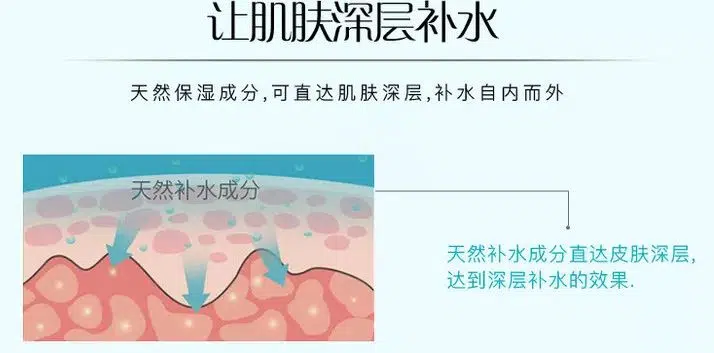 让肌肤深层补水
天然保湿成分,可直达肌肤深层,补水自内而外
天然补水成分
天然补水成分直达皮肤深层,
达到深层补水的效果.